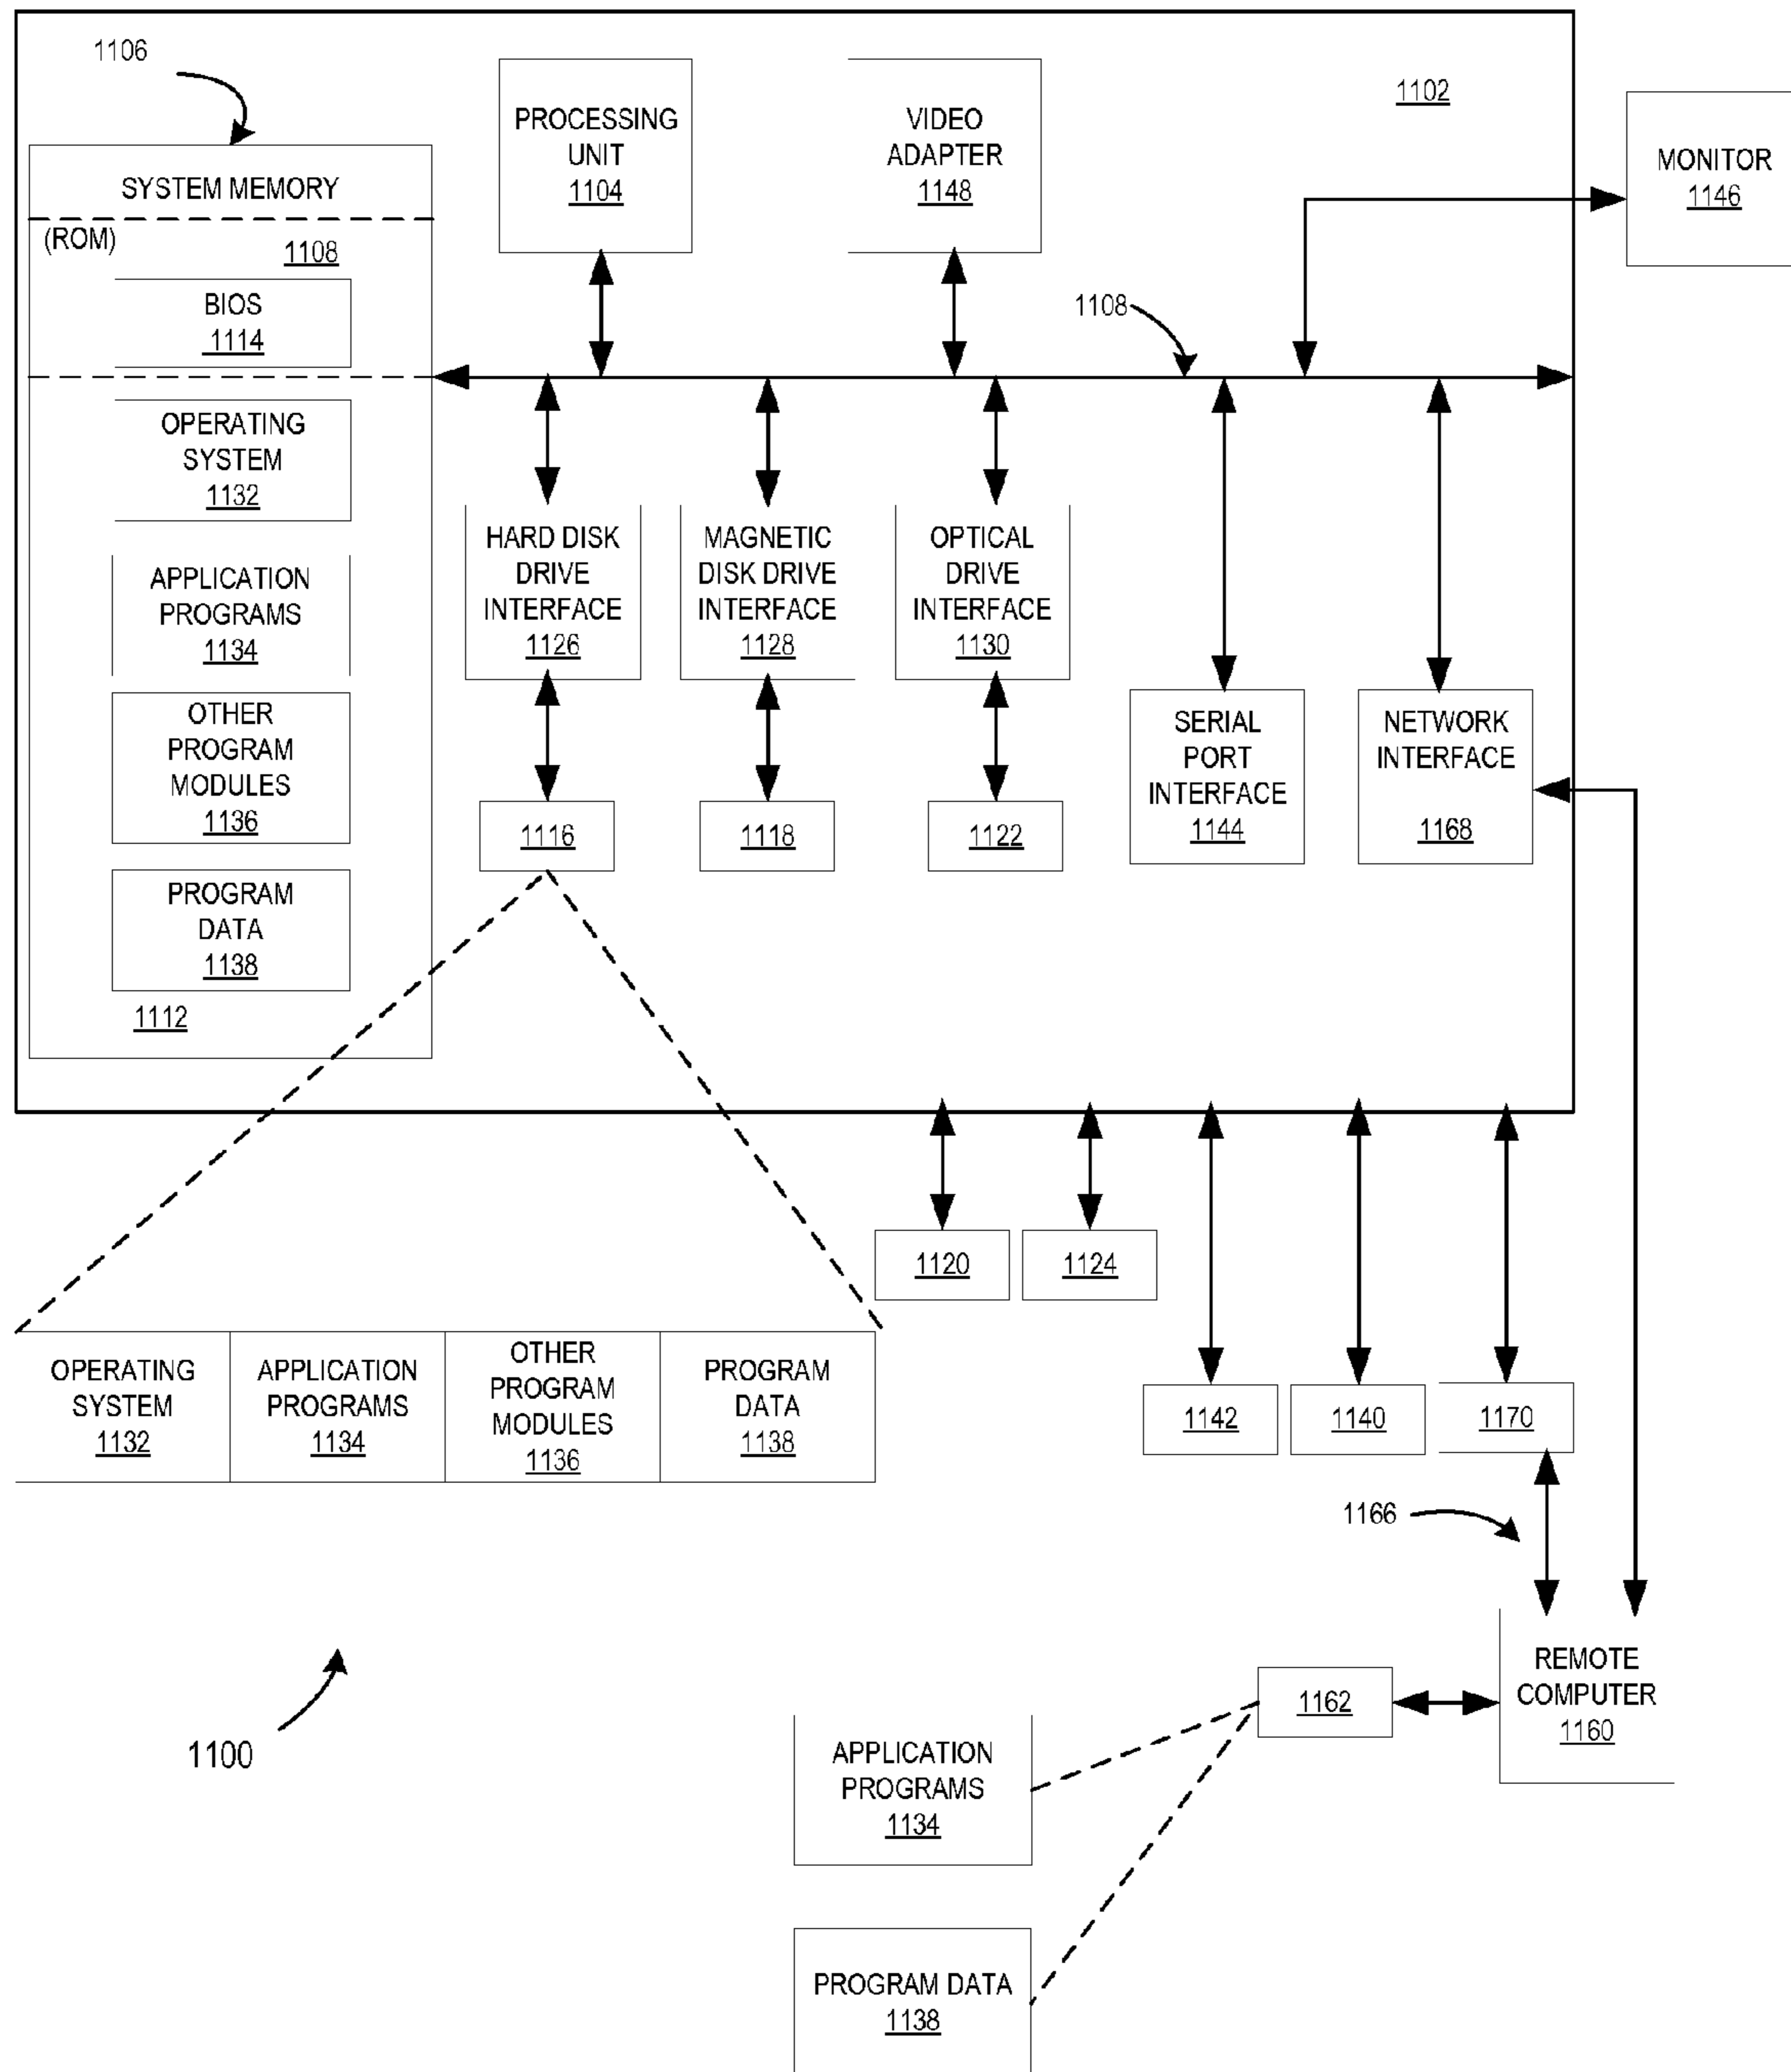 1106
1102
PROCESSING
UNIT
1104
VIDEO
ADAPTER
1148
MONITOR
1146
SYSTEM MEMORY
(ROM)
1108
BIOS
1114
1108
OPERATING
SYSTEM
1132
APPLICATION
PROGRAMS
1134
OTHER
PROGRAM
MODULES
1136
PROGRAM
DATA
1138
1112
HARD DISK
DRIVE
INTERFACE
1126
MAGNETIC
DISK DRIVE
INTERFACE
1128
OPTICAL
DRIVE
INTERFACE
1130
SERIAL
PORT
INTERFACE
1144
NETWORK
INTERFACE
1168
1116
1118
1122
1120
1124
OPERATING
SYSTEM
1132
APPLICATION
PROGRAMS
1134
OTHER
PROGRAM
MODULES
1136
PROGRAM
DATA
1138
1142
1140
1170
1166
REMOTE
COMPUTER
1160
1162
1100
APPLICATION
PROGRAMS
1134
PROGRAM DATA
1138